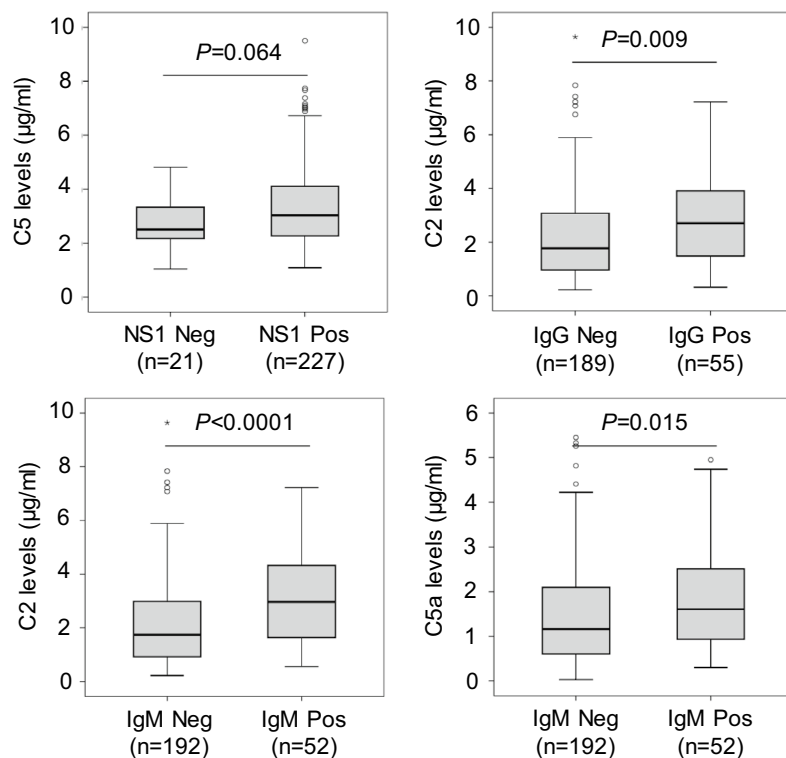 C5 levels (µg/ml)
10
8
6
4
2
0
P=0.064
NS1 Neg
(n=21)
NS1 Pos
(n=227)
C2 levels (µg/ml)
10
8
6
4
2
0
*
P=0.009
IgG Neg
(n=189)
IgG Pos
(n=55)
C2 levels (µg/ml)
10
8
6
4
2
0
*
P<0.0001
IgM Neg
(n=192)
IgM Pos
(n=52)
C5a levels (µg/ml)
6
5
4
3
2
1
0
P=0.015
IgM Neg
(n=192)
IgM Pos
(n=52)